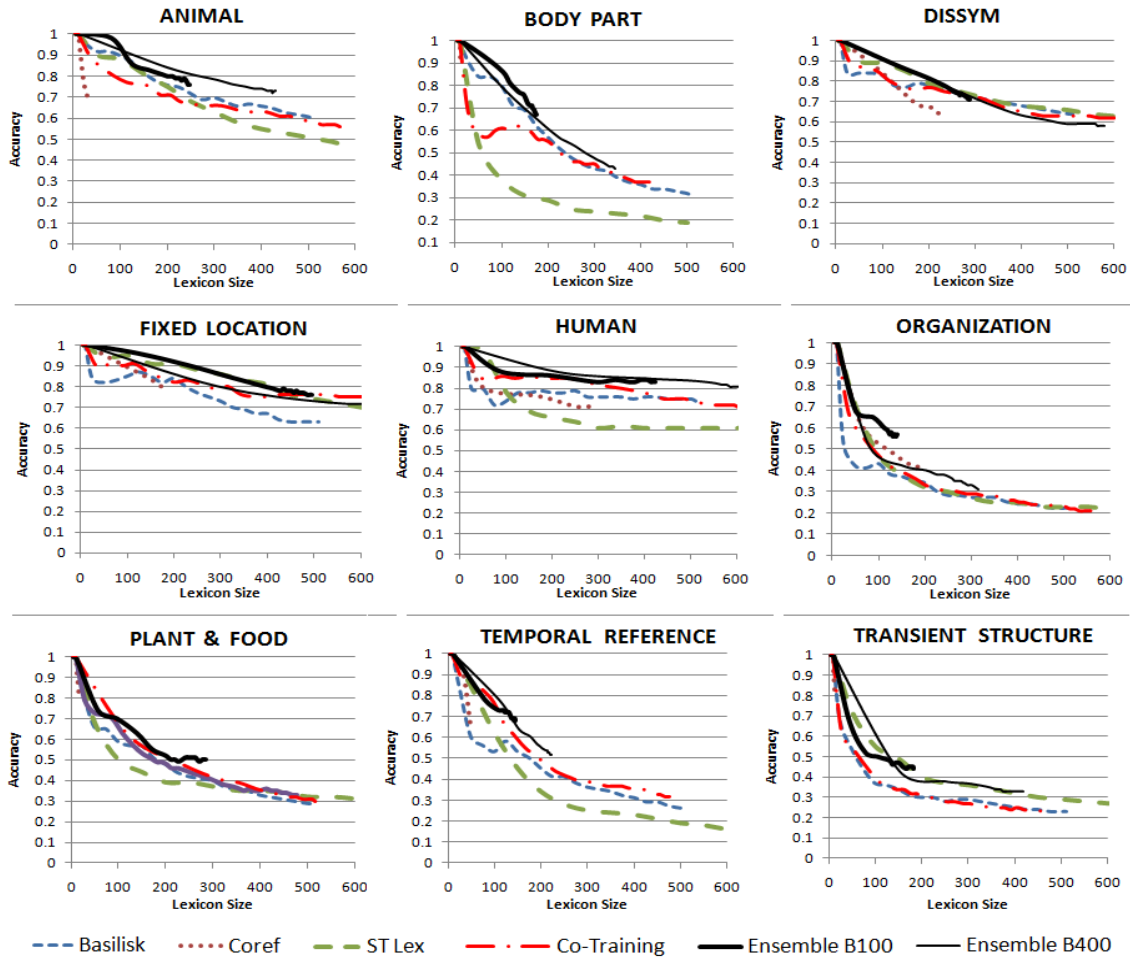 ANIMAL
1
0.9
0.8
0.7
0.6
0.5
0.4
0.3
0.2
0.1
0
Accuracy
0 100 200 300 400 500 600
Lexicon Size
BODY PART
1
0.9
0.8
0.7
0.6
0.5
0.4
0.3
0.2
0.1
Accuracy
0 100 200 300 400 500 600
Lexicon Size
DISSYM
1
0.9
0.8
0.7
0.6
0.5
0.4
0.3
0.2
0.1
0
Accuracy
0 100 200 300 400 500 600
Lexicon Size
FIXED LOCATION
1
0.9
0.8
0.7
0.6
0.5
0.4
0.3
0.2
0.1
0
Accuracy
0 100 200 300 400 500 600
Lexicon Size
HUMAN
1
0.9
0.8
0.7
0.6
0.5
0.4
0.3
0.2
0.1
0
Accuracy
0 100 200 300 400 500 600
Lexicon Size
ORGANIZATION
1
0.9
0.8
0.7
0.6
0.5
0.4
0.3
0.2
0.1
0
Accuracy
0 100 200 300 400 500 600
Lexicon Size
PLANT & FOOD
1
0.9
0.8
0.7
0.6
0.5
0.4
0.3
0.2
0.1
0
Accuracy
0 100 200 300 400 500 600
Lexicon Size
TEMPORAL REFERENCE
1
0.9
0.8
0.7
0.6
0.5
0.4
0.3
0.2
0.1
0
Accuracy
0 100 200 300 400 500 600
Lexicon Size
TRANSIENT STRUCTURE
1
0.9
0.8
0.7
0.6
0.5
0.4
0.3
0.2
0.1
0
Accuracy
0 100 200 300 400 500 600
Lexicon Size
Basilisk Coref ST Lex Co-Training Ensemble B100 Ensemble B400